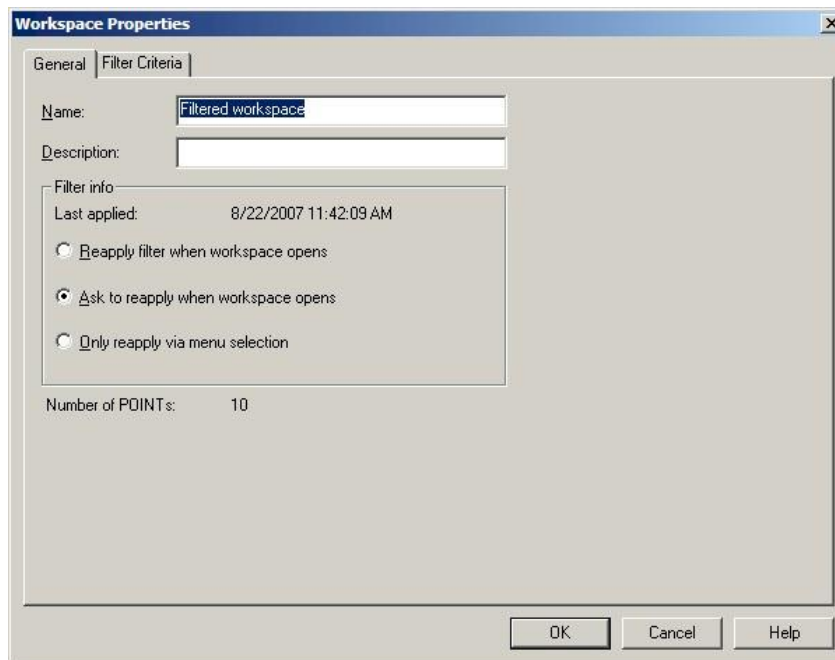 Workspace Properties
General Filter Criteria
Name: Filtered workspace
Description:
Filter info
Last applied: 8/22/2007 11:42:09 AM
Reapply filter when workspace opens
Ask to reapply when workspace opens
Only reapply via menu selection
Number of POINTs: 10
OK Cancel Help